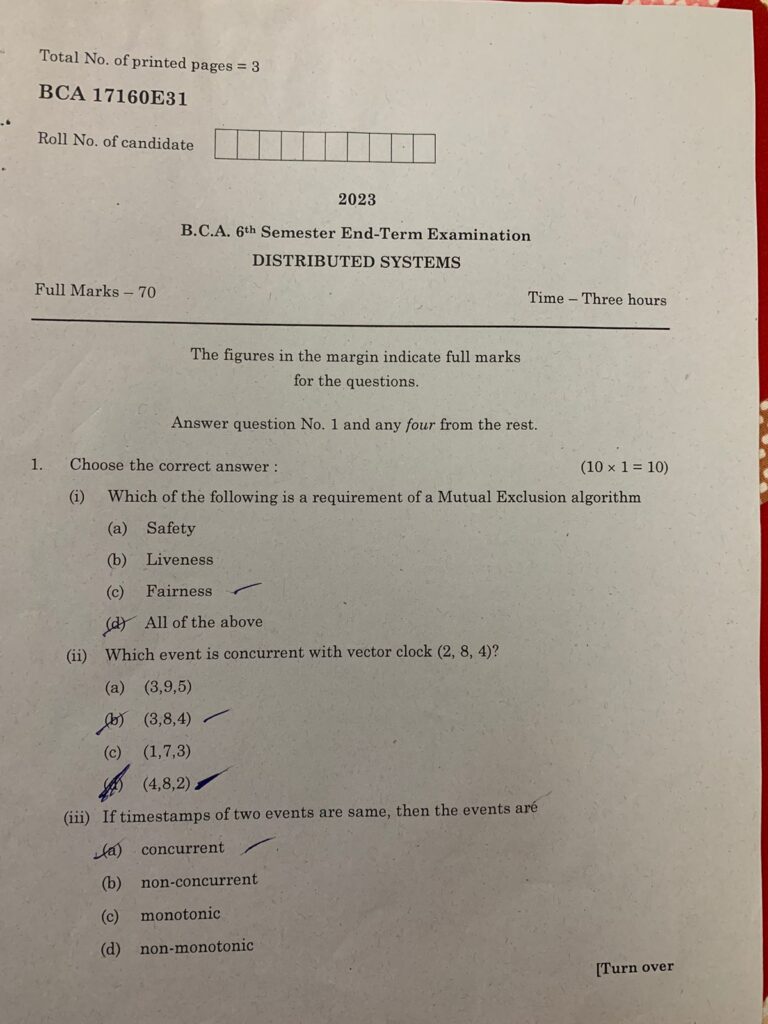 Total No. of printed pages = 3
BCA 17160E31
Roll No. of candidate
2023
B.C.A. 6th Semester End-Term Examination
DISTRIBUTED SYSTEMS
Full Marks – 70
Time – Three hours
The figures in the margin indicate full marks
for the questions.
Answer question No. 1 and any four from the rest.
1. Choose the correct answer : (10 × 1 = 10)
(i) Which of the following is a requirement of a Mutual Exclusion algorithm
(a) Safety
(b) Liveness
(c) Fairness
(d) All of the above
(ii) Which event is concurrent with vector clock (2, 8, 4)?
(a) (3,9,5)
(b) (3,8,4)
(c) (1,7,3)
(d) (4,8,2)
(iii) If timestamps of two events are same, then the events are
(a) concurrent
(b) non-concurrent
(c) monotonic
(d) non-monotonic
[Turn over